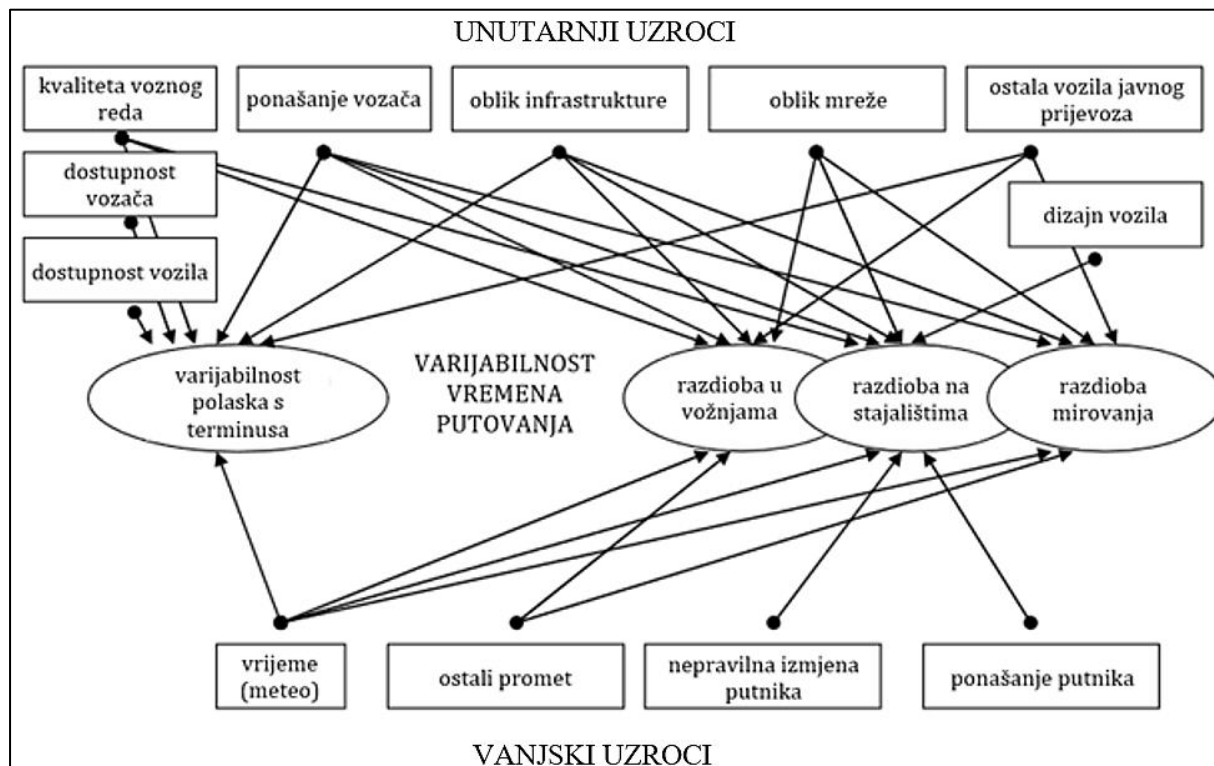 UNUTARNJI UZROCI
kvaliteta voznog
reda
ponašanje vozača
oblik infrastrukture
oblik mreže
ostala vozila javnog
prijevoza
dostupnost
vozača
dizajn vozila
dostupnost vozila
varijabilnost
polaska s
terminusa
VARIJABILNOST
VREMENA
PUTOVANJA
razdioba u
vožnjama
razdioba na
stajalištima
razdioba
mirovanja
vrijeme
(meteo)
ostali promet
nepravilna izmjena
putnika
ponašanje putnika
VANJSKI UZROCI